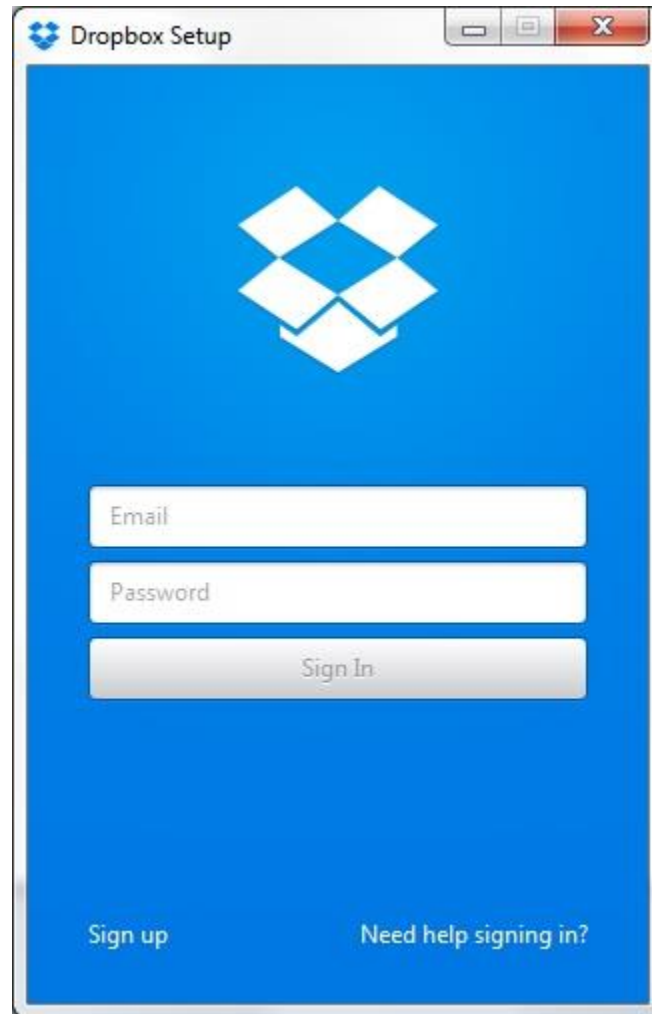 Dropbox Setup
Email
Password
Sign In
Sign up Need help signing in?